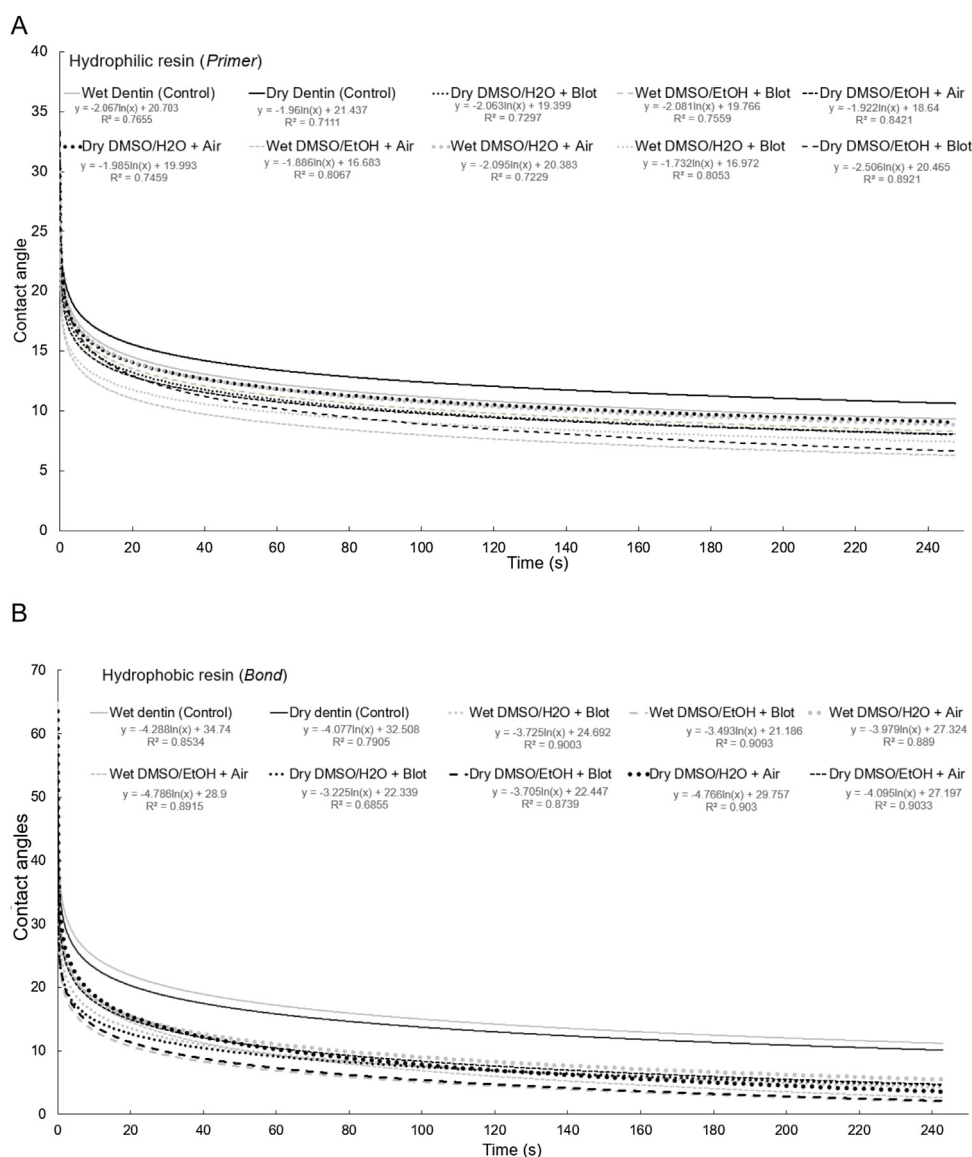 A
Hydrophilic resin (Primer)
Wet Dentin (Control) Dry Dentin (Control) Dry DMSO/H2O + Blot Wet DMSO/EtOH + Blot Dry DMSO/EtOH + Air
y = -2.067ln(x) + 20.703 y = -1.96ln(x) + 21.437 y = -2.063ln(x) + 19.399 y = -2.081ln(x) + 19.766 y = -1.922ln(x) + 18.64
R² = 0.7655 R² = 0.7111 R² = 0.7297 R² = 0.7559 R² = 0.8421
Dry DMSO/H2O + Air Wet DMSO/EtOH + Air Wet DMSO/H2O + Air Wet DMSO/H2O + Blot Dry DMSO/EtOH + Blot
y = -1.985ln(x) + 19.993 y = -1.886ln(x) + 16.683 y = -2.095ln(x) + 20.383 y = -1.732ln(x) + 16.972 y = -2.506ln(x) + 20.465
R² = 0.7459 R² = 0.8067 R² = 0.7229 R² = 0.8053 R² = 0.8921
40
35
30
25
20
15
10
5
0
Contact angle
0 20 40 60 80 100 120 140 160 180 200 220 240
Time (s)
B
Hydrophobic resin (Bond)
Wet dentin (Control) Dry dentin (Control) Wet DMSO/H2O + Blot Wet DMSO/EtOH + Blot Wet DMSO/H2O + Air
y = -4.288ln(x) + 34.74 y = -4.077ln(x) + 32.508 y = -3.725ln(x) + 24.692 y = -3.493ln(x) + 21.186 y = -3.979ln(x) + 27.324
R² = 0.8534 R² = 0.7905 R² = 0.9003 R² = 0.9093 R² = 0.889
Wet DMSO/EtOH + Air Dry DMSO/H2O + Blot Dry DMSO/EtOH + Blot Dry DMSO/H2O + Air Dry DMSO/EtOH + Air
y = -4.786ln(x) + 28.9 y = -3.225ln(x) + 22.339 y = -3.705ln(x) + 22.447 y = -4.766ln(x) + 29.757 y = -4.095ln(x) + 27.197
R² = 0.8915 R² = 0.6855 R² = 0.8739 R² = 0.903 R² = 0.9033
70
60
50
40
30
20
10
0
Contact angles
0 20 40 60 80 100 120 140 160 180 200 220 240
Time (s)